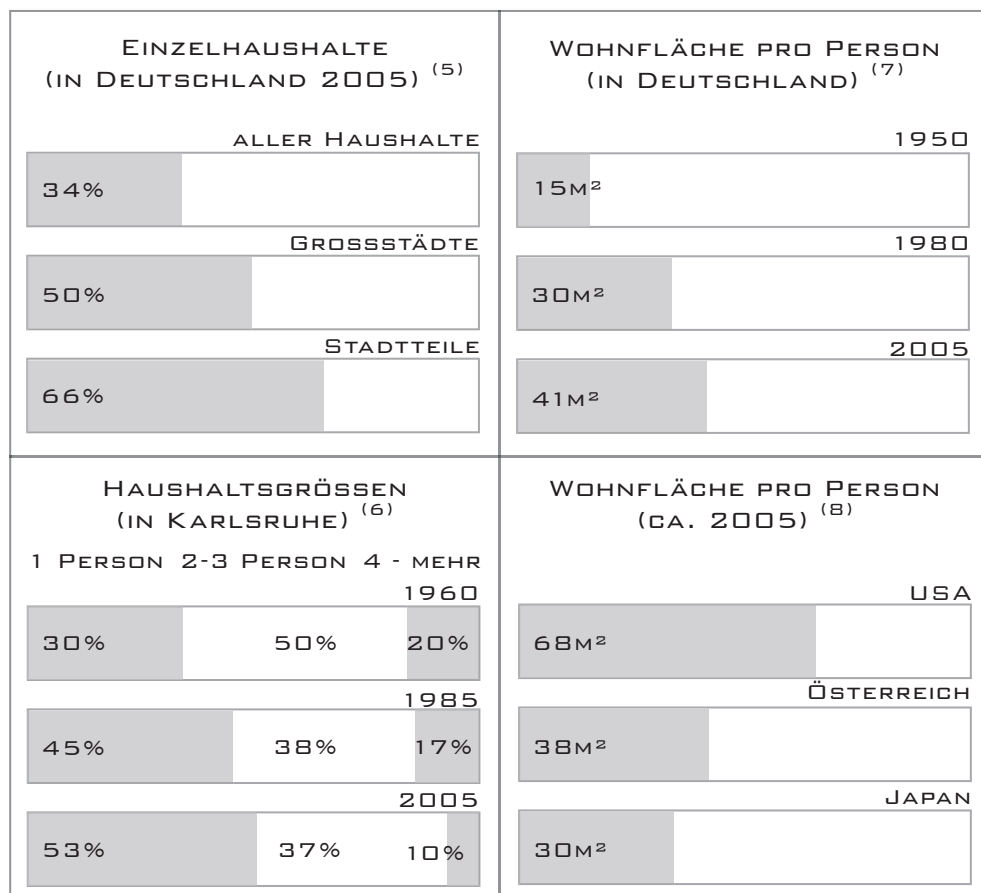 EINZELHAUSHALTE
(IN DEUTSCHLAND 2005) (5)
ALLER HAUSHALTE
34%
GROSSSTÄDTE
50%
STADTTEILE
66%
WOHNFLÄCHE PRO PERSON
(IN DEUTSCHLAND) (7)
1950
15M²
1980
30M²
2005
41M²
HAUSHALTSGRÖSSEN
(IN KARLSRUHE) (6)
1 PERSON 2-3 PERSON 4 - MEHR
1960
30% 50% 20%
1985
45% 38% 17%
2005
53% 37% 10%
WOHNFLÄCHE PRO PERSON
(CA. 2005) (8)
USA
68M²
ÖSTERREICH
38M²
JAPAN
30M²